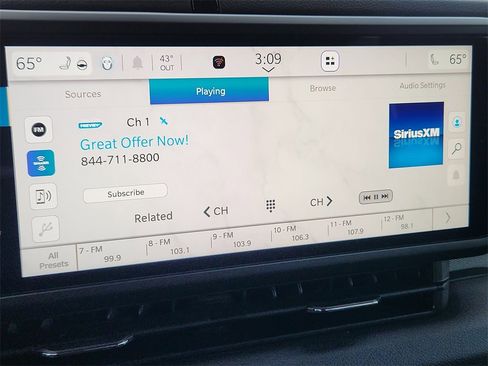 65°
43°
OUT
3:09
65°
Sources
Playing
Browse
Audio Settings
FM
PREVIEW
Ch 1
Great Offer Now!
844-711-8800
Subscribe
SiriusXM
Related
CH
CH
All
Presets
7 - FM
99.9
8 - FM
103.1
9 - FM
103.9
10 - FM
106.3
11 - FM
107.9
12 - FM
98.1